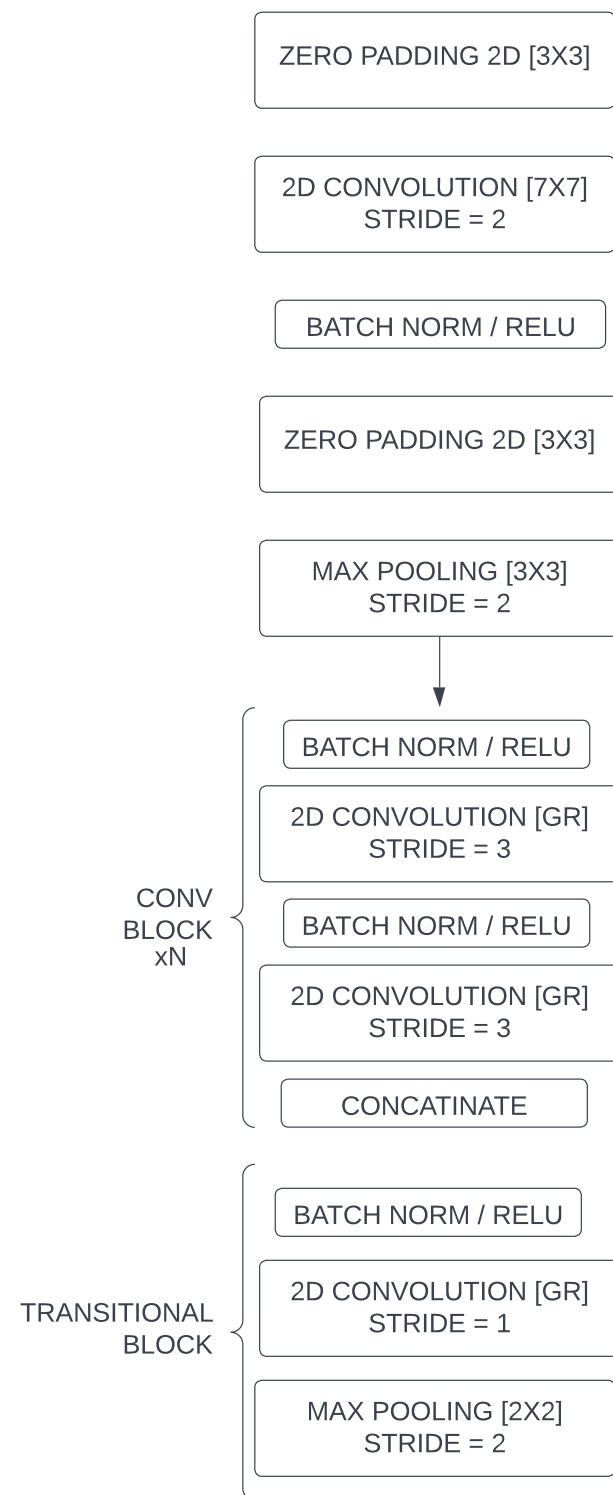 ZERO PADDING 2D [3X3]
2D CONVOLUTION [7X7]
STRIDE = 2
BATCH NORM / RELU
ZERO PADDING 2D [3X3]
MAX POOLING [3X3]
STRIDE = 2
BATCH NORM / RELU
2D CONVOLUTION [GR]
STRIDE = 3
CONV
BLOCK
xN
BATCH NORM / RELU
2D CONVOLUTION [GR]
STRIDE = 3
CONCATINATE
BATCH NORM / RELU
TRANSITIONAL
BLOCK
2D CONVOLUTION [GR]
STRIDE = 1
MAX POOLING [2X2]
STRIDE = 2